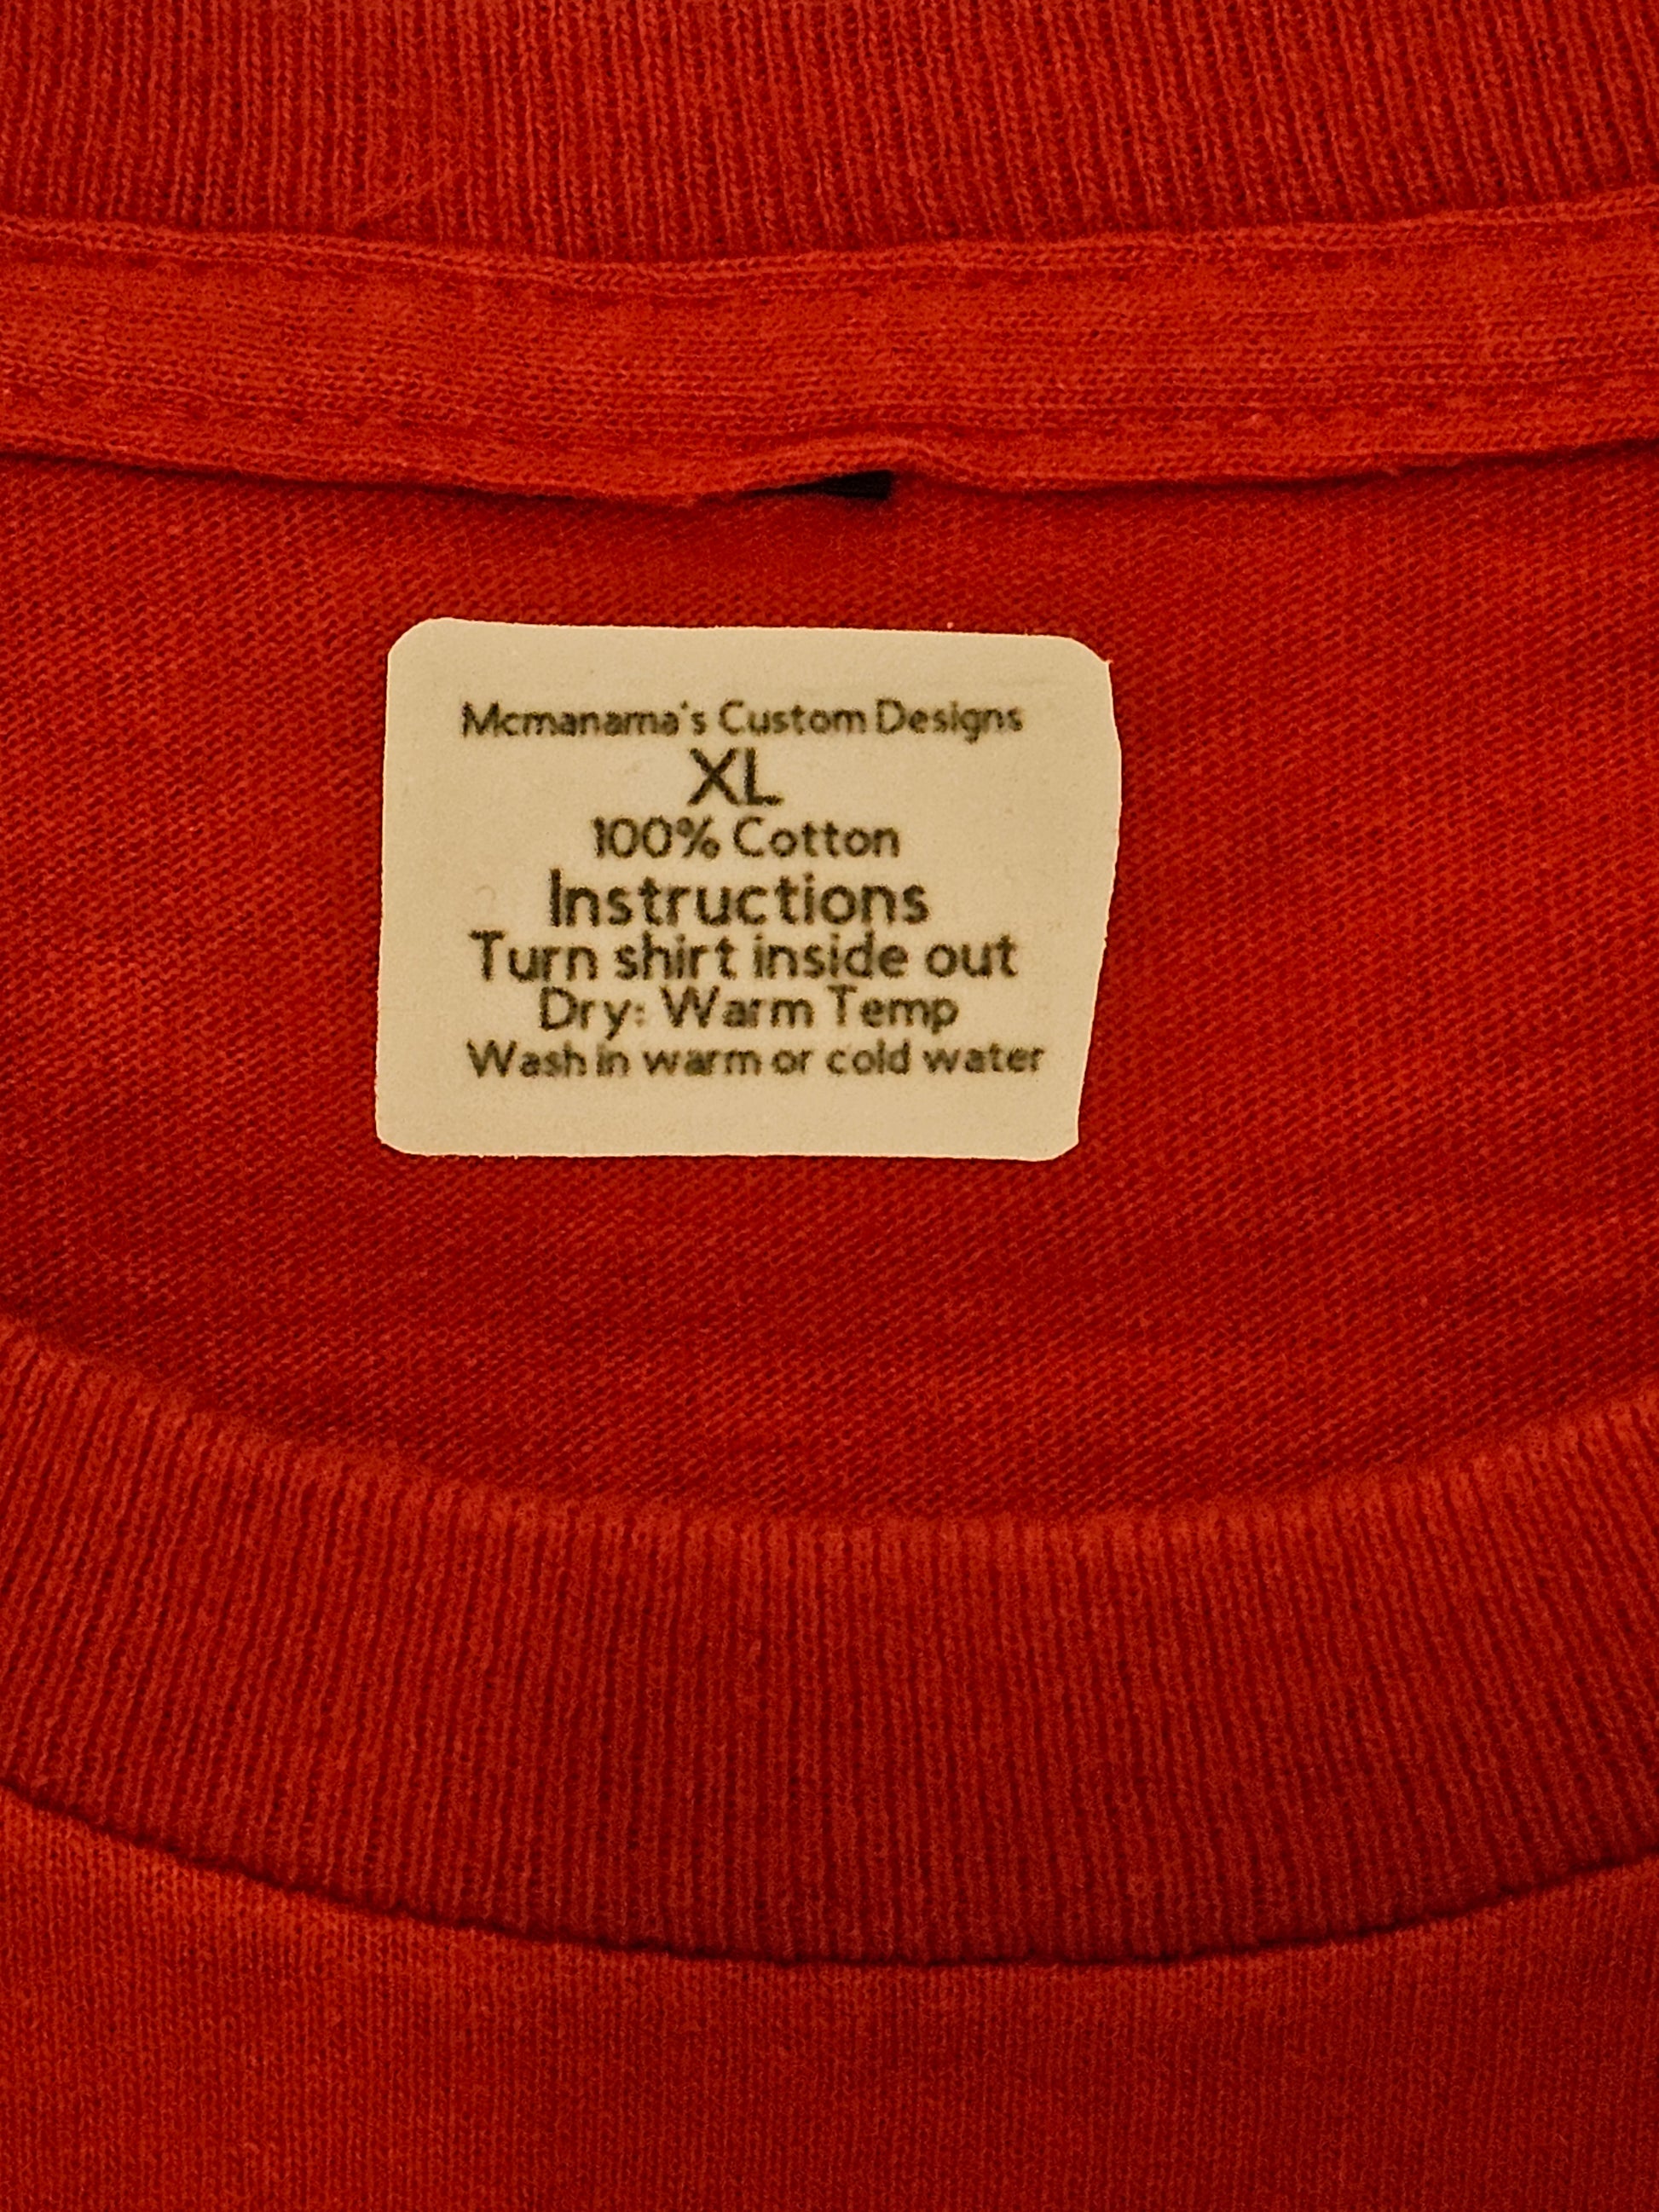 Mcmanama's Custom Designs
XL
100% Cotton
Instructions
Turn shirt inside out
Dry: Warm Temp
Wash in warm or cold water